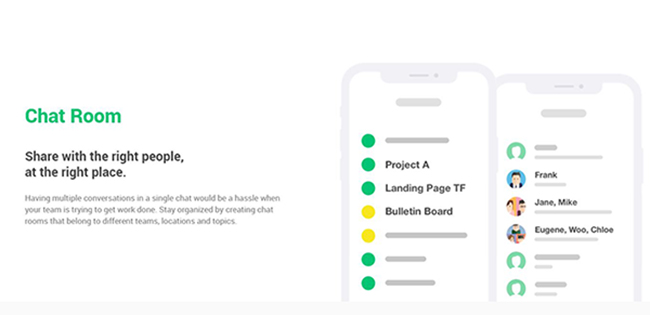 Chat Room
Share with the right people,
at the right place.
Having multiple conversations in a single chat would be a hassle when
your team is trying to get work done. Stay organized by creating chat
rooms that belong to different teams, locations and topics.
Project A
Landing Page TF
Bulletin Board
Frank
Jane, Mike
Eugene, Woo, Chloe